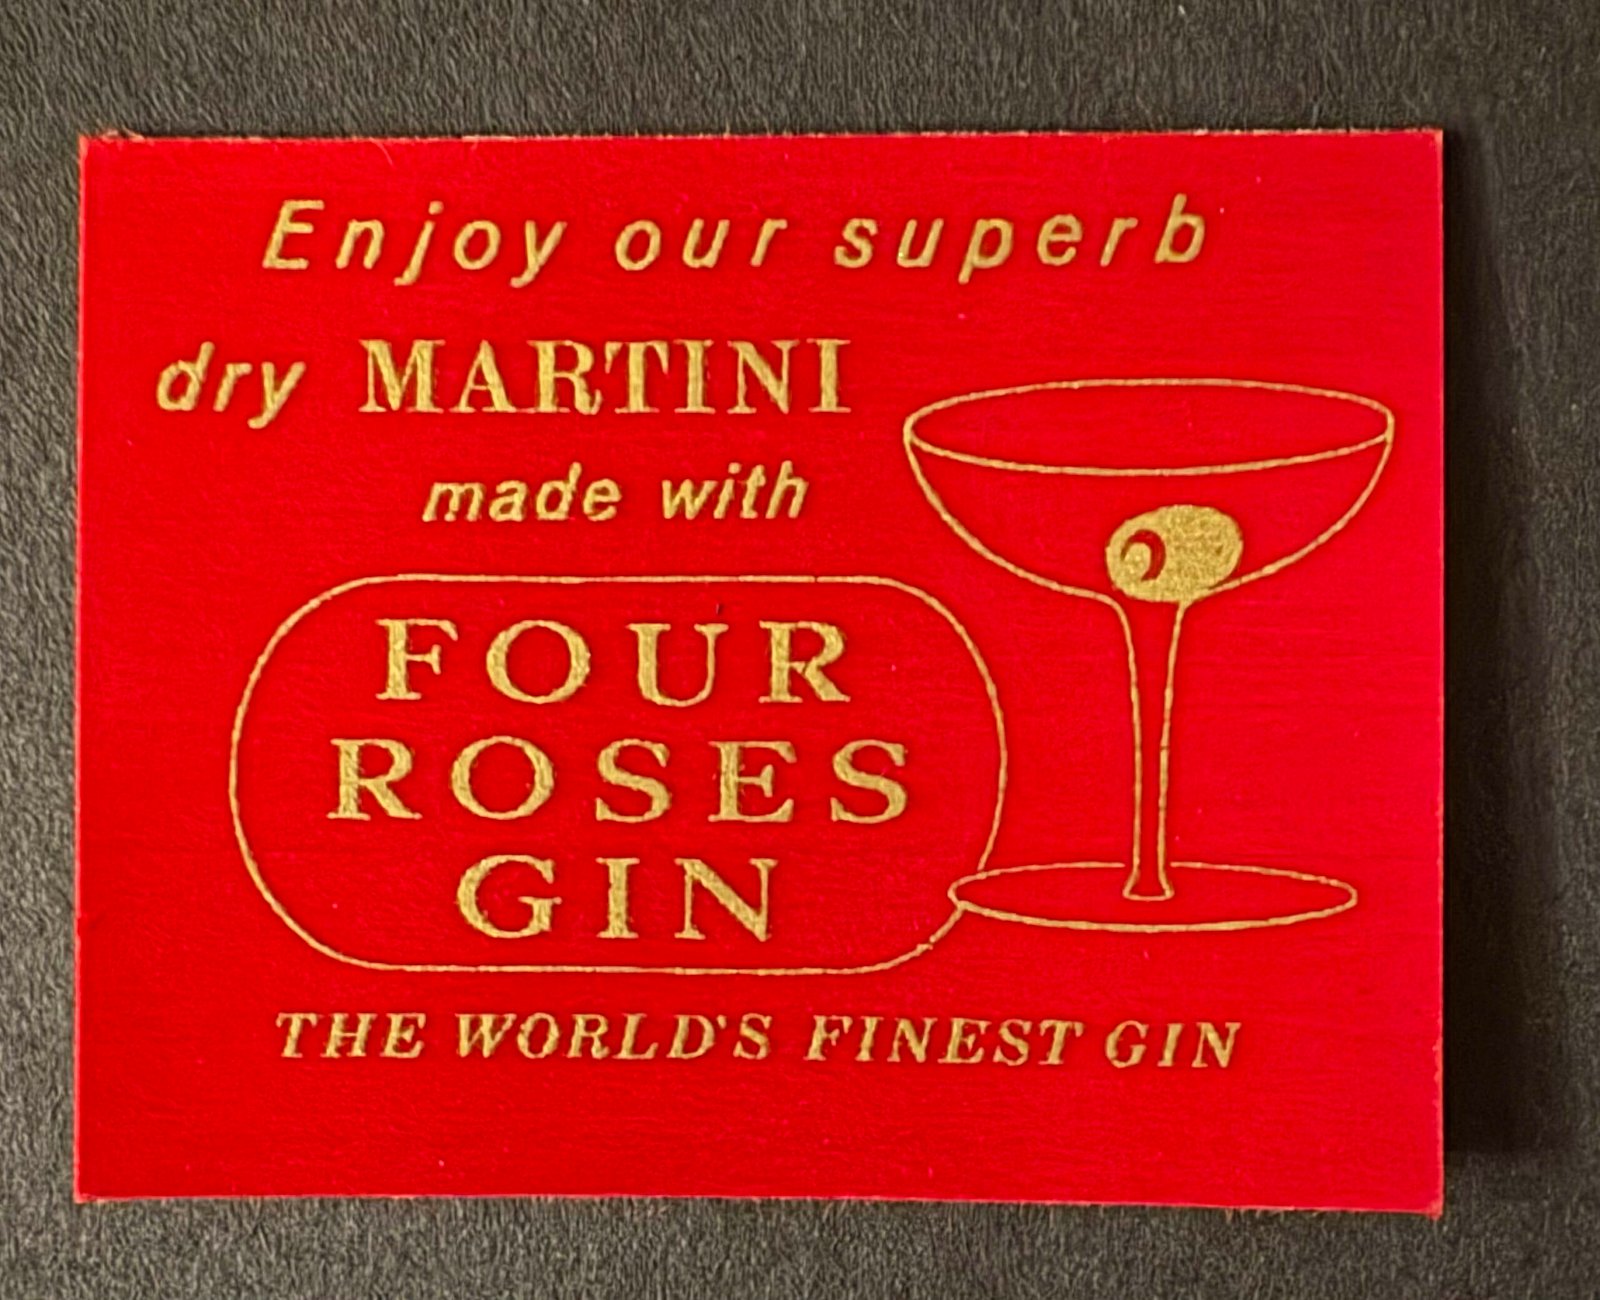 Enjoy our superb
dry MARTINI
made with
FOUR
ROSES
GIN
THE WORLD'S FINEST GIN